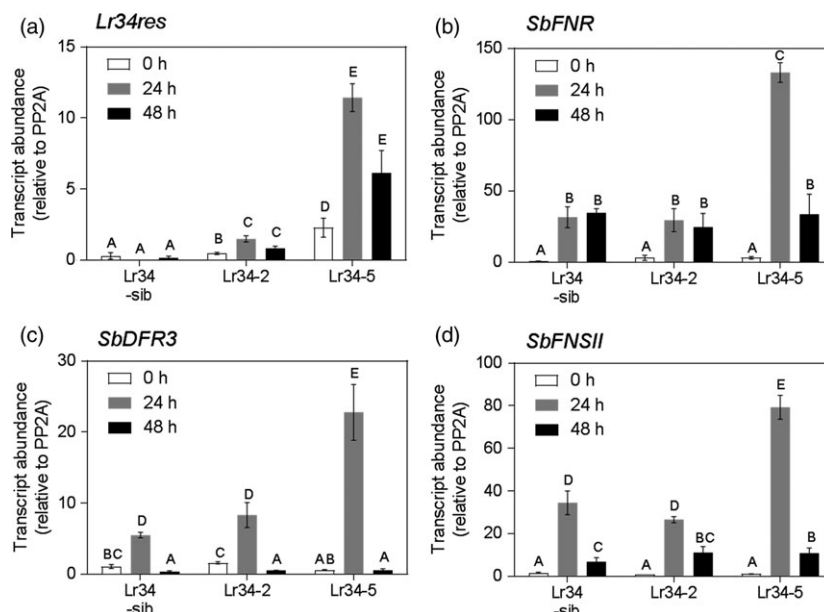 (a) Lr34res
0 h
24 h
48 h
Transcript abundance
(relative to PP2A)
15
10
5
0
A A A
B C C
D E E
Lr34
-sib
Lr34-2
Lr34-5
(b) SbFNR
0 h
24 h
48 h
Transcript abundance
(relative to PP2A)
150
100
50
0
A B B
A B B
A C B
Lr34
-sib
Lr34-2
Lr34-5
(c) SbDFR3
0 h
24 h
48 h
Transcript abundance
(relative to PP2A)
30
20
10
0
BC D A
C D A
AB E A
Lr34
-sib
Lr34-2
Lr34-5
(d) SbFNSII
0 h
24 h
48 h
Transcript abundance
(relative to PP2A)
100
80
60
40
20
0
A D C
A D BC
A E B
Lr34
-sib
Lr34-2
Lr34-5